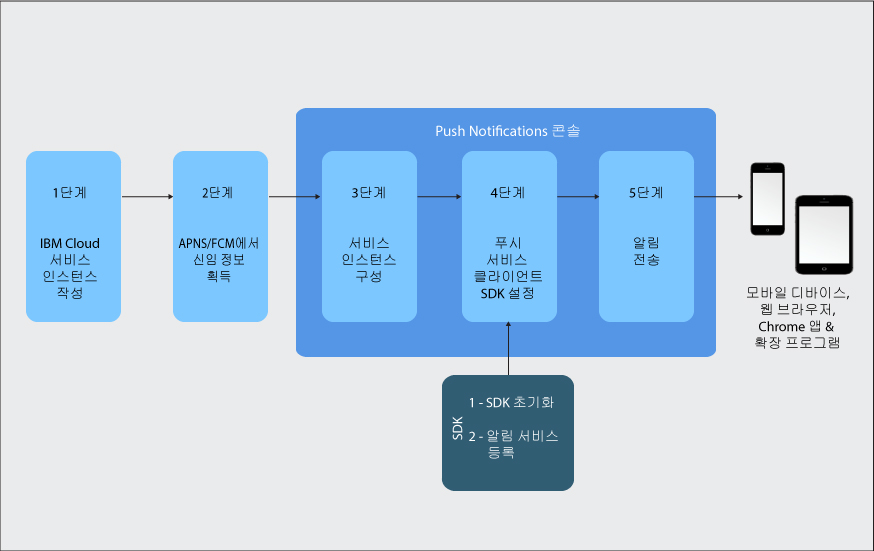 Push Notifications 콘솔
1단계
IBM Cloud
서비스
인스턴스
작성
2단계
APNS/FCM에서
신임 정보
획득
3단계
서비스
인스턴스
구성
4단계
푸시
서비스
클라이언트
SDK 설정
5단계
알림
전송
모바일 디바이스,
웹 브라우저,
Chrome 앱 &
확장 프로그램
SDK
1 - SDK 초기화
2 - 알림 서비스
등록